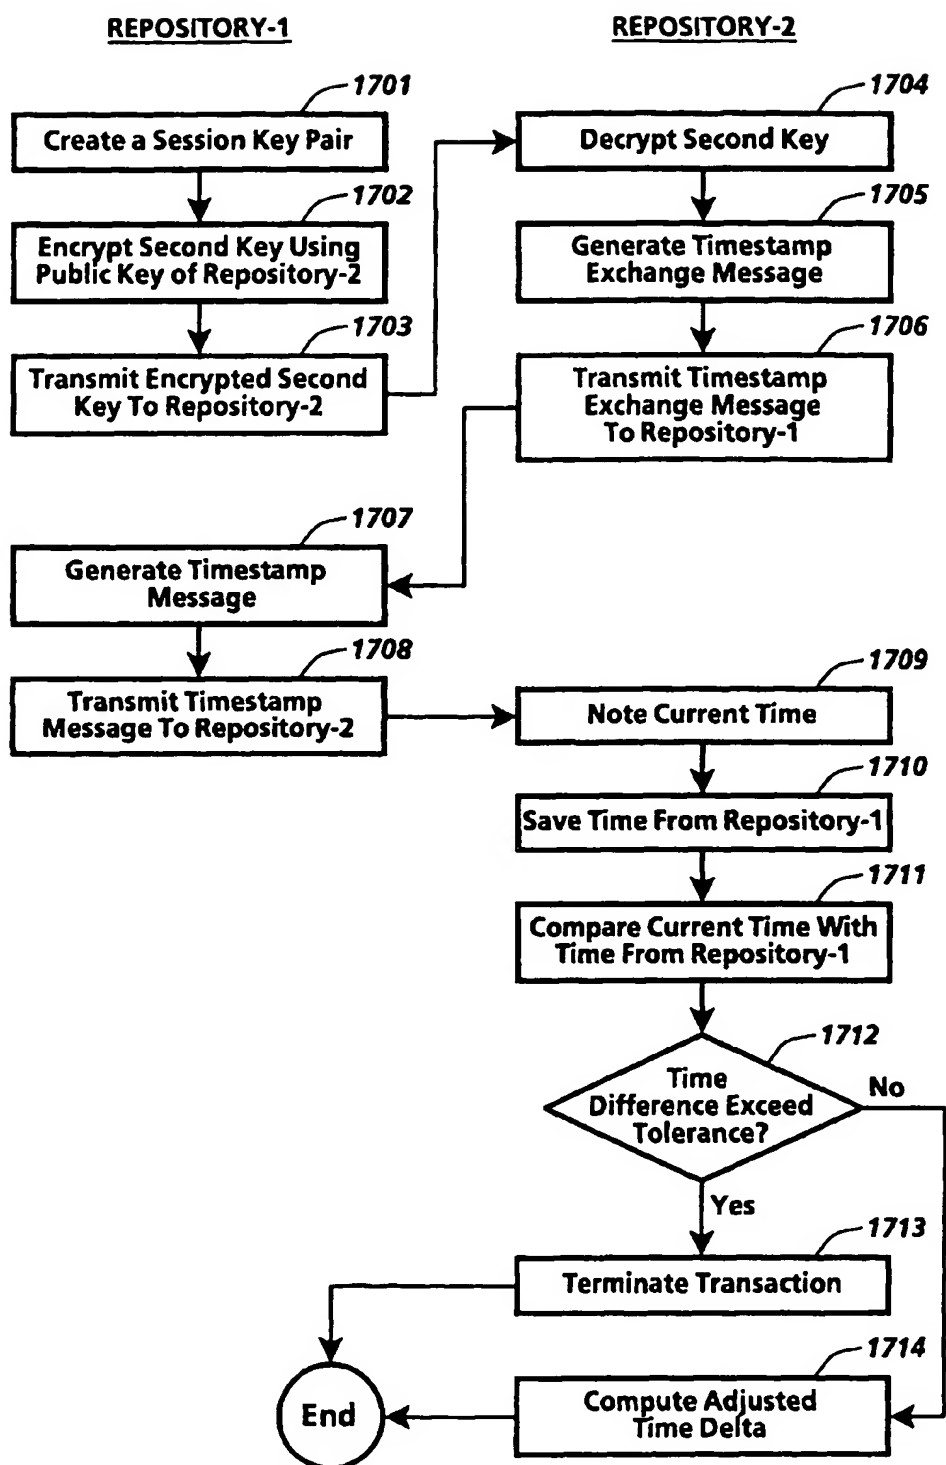 REPOSITORY-1
REPOSITORY-2
1701
Create a Session Key Pair
1702
Encrypt Second Key Using
Public Key of Repository-2
1703
Transmit Encrypted Second
Key To Repository-2
1704
Decrypt Second Key
1705
Generate Timestamp
Exchange Message
1706
Transmit Timestamp
Exchange Message
To Repository-1
1707
Generate Timestamp
Message
1708
Transmit Timestamp
Message To Repository-2
1709
Note Current Time
1710
Save Time From Repository-1
1711
Compare Current Time With
Time From Repository-1
1712
Time
Difference Exceed
Tolerance?
No
Yes
1713
Terminate Transaction
1714
Compute Adjusted
Time Delta
End